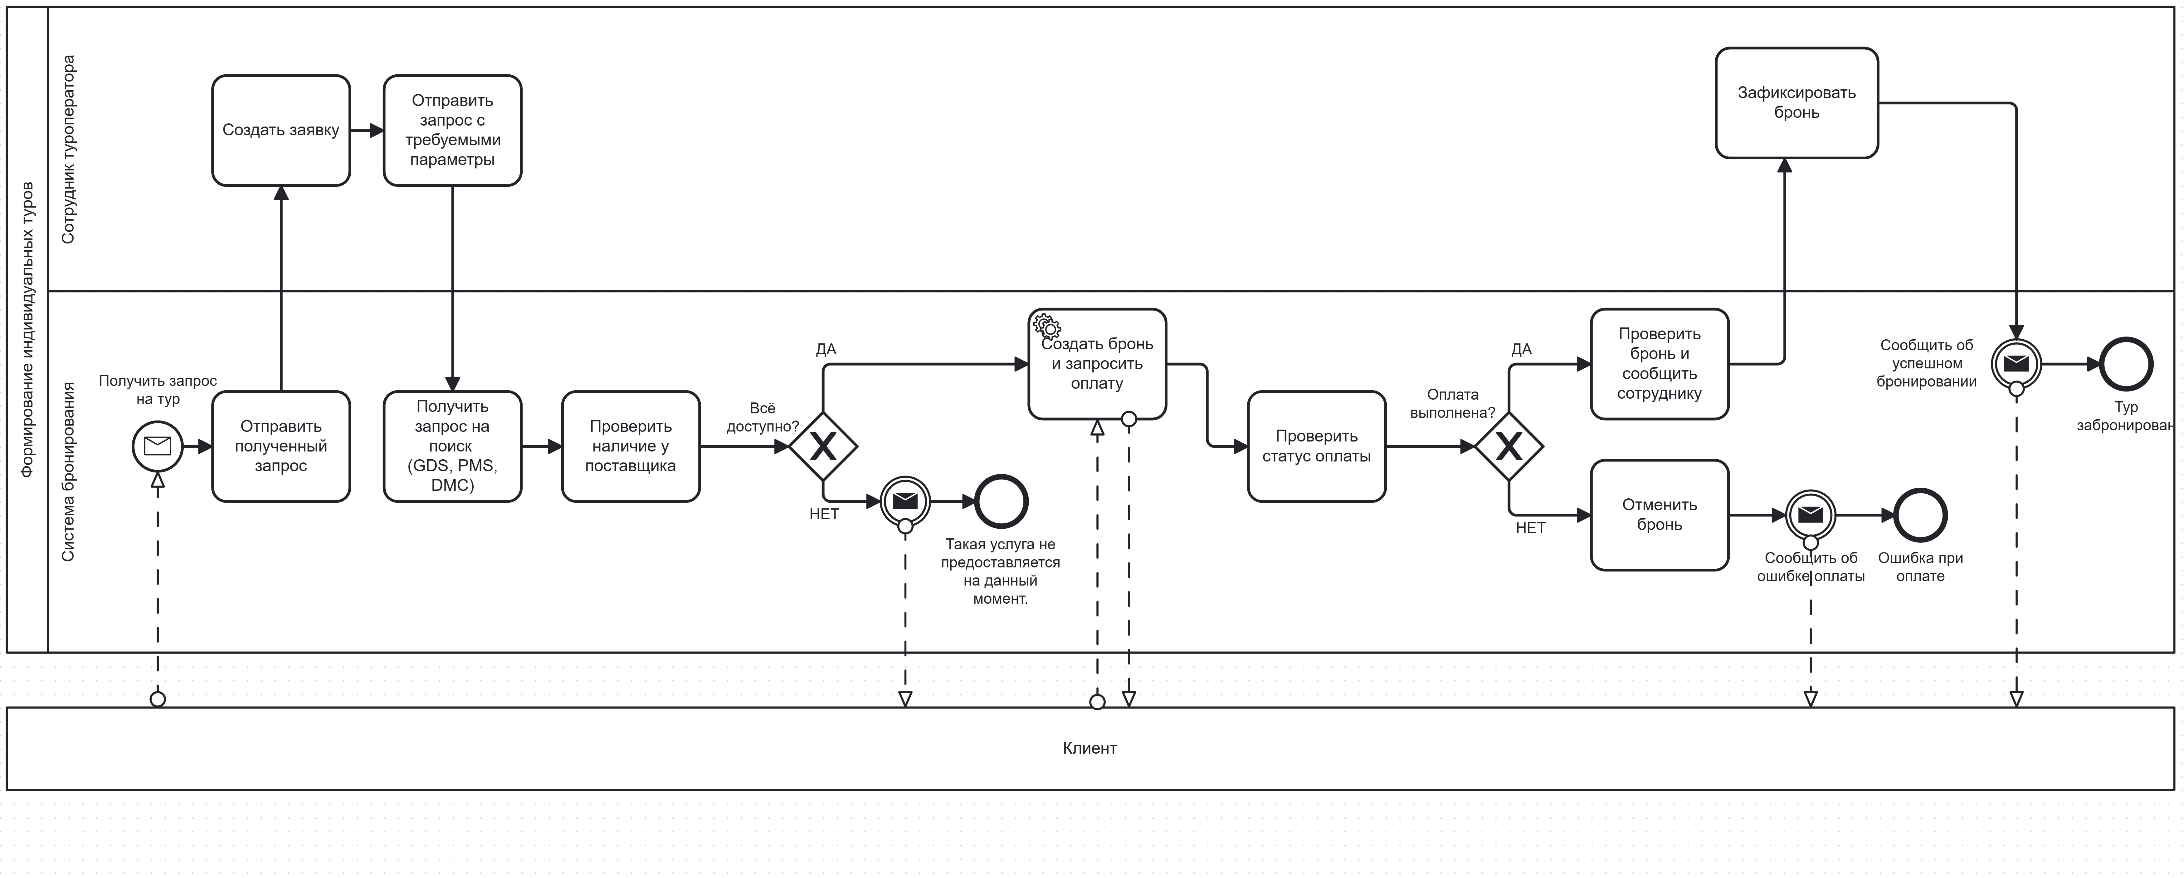 Формирование индивидуальных туров
Сотрудник туроператора
Создать заявку
Отправить
запрос с
требуемыми
параметры
Зафиксировать
бронь
Система бронирования
Получить запрос
на тур
Отправить
полученный
запрос
Получить
запрос на
поиск
(GDS, PMS,
DMC)
Проверить
наличие у
поставщика
Всё
доступно?
ДА
НЕТ
Такая услуга не
предоставляется
на данный
момент.
Создать бронь
и запросить
оплату
Проверить
статус оплаты
Оплата
выполнена?
ДА
НЕТ
Проверить
бронь и
сообщить
сотруднику
Отменить
бронь
Сообщить об
ошибке оплаты
Ошибка при
оплате
Сообщить об
успешном
бронировании
Тур
забронирован
Клиент